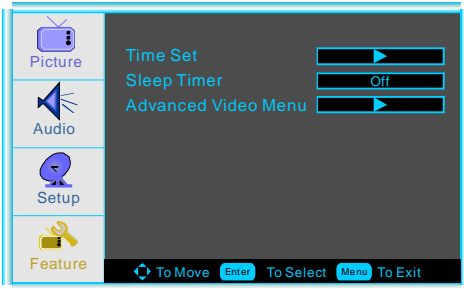 Picture
Audio
Setup
Feature
Time Set
Sleep Timer Off
Advanced Video Menu
To Move Enter To Select Menu To Exit